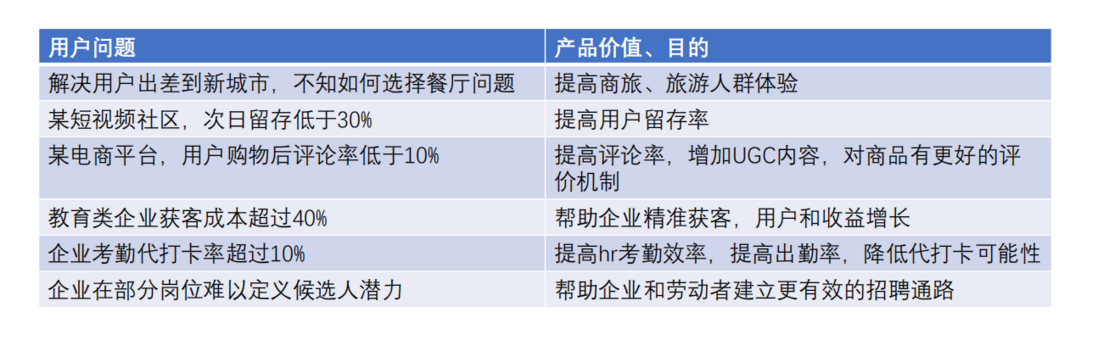 用户问题
产品价值、目的
解决用户出差到新城市，不知如何选择餐厅问题
提高商旅、旅游人群体验
某短视频社区，次日留存低于30%
提高用户留存率
某电商平台，用户购物后评论率低于10%
提高评论率，增加UGC内容，对商品有更好的评
价机制
教育类企业获客成本超过40%
帮助企业精准获客，用户和收益增长
企业考勤代打卡率超过10%
提高hr考勤效率，提高出勤率，降低代打卡可能性
企业在部分岗位难以定义候选人潜力
帮助企业和劳动者建立更有效的招聘通路